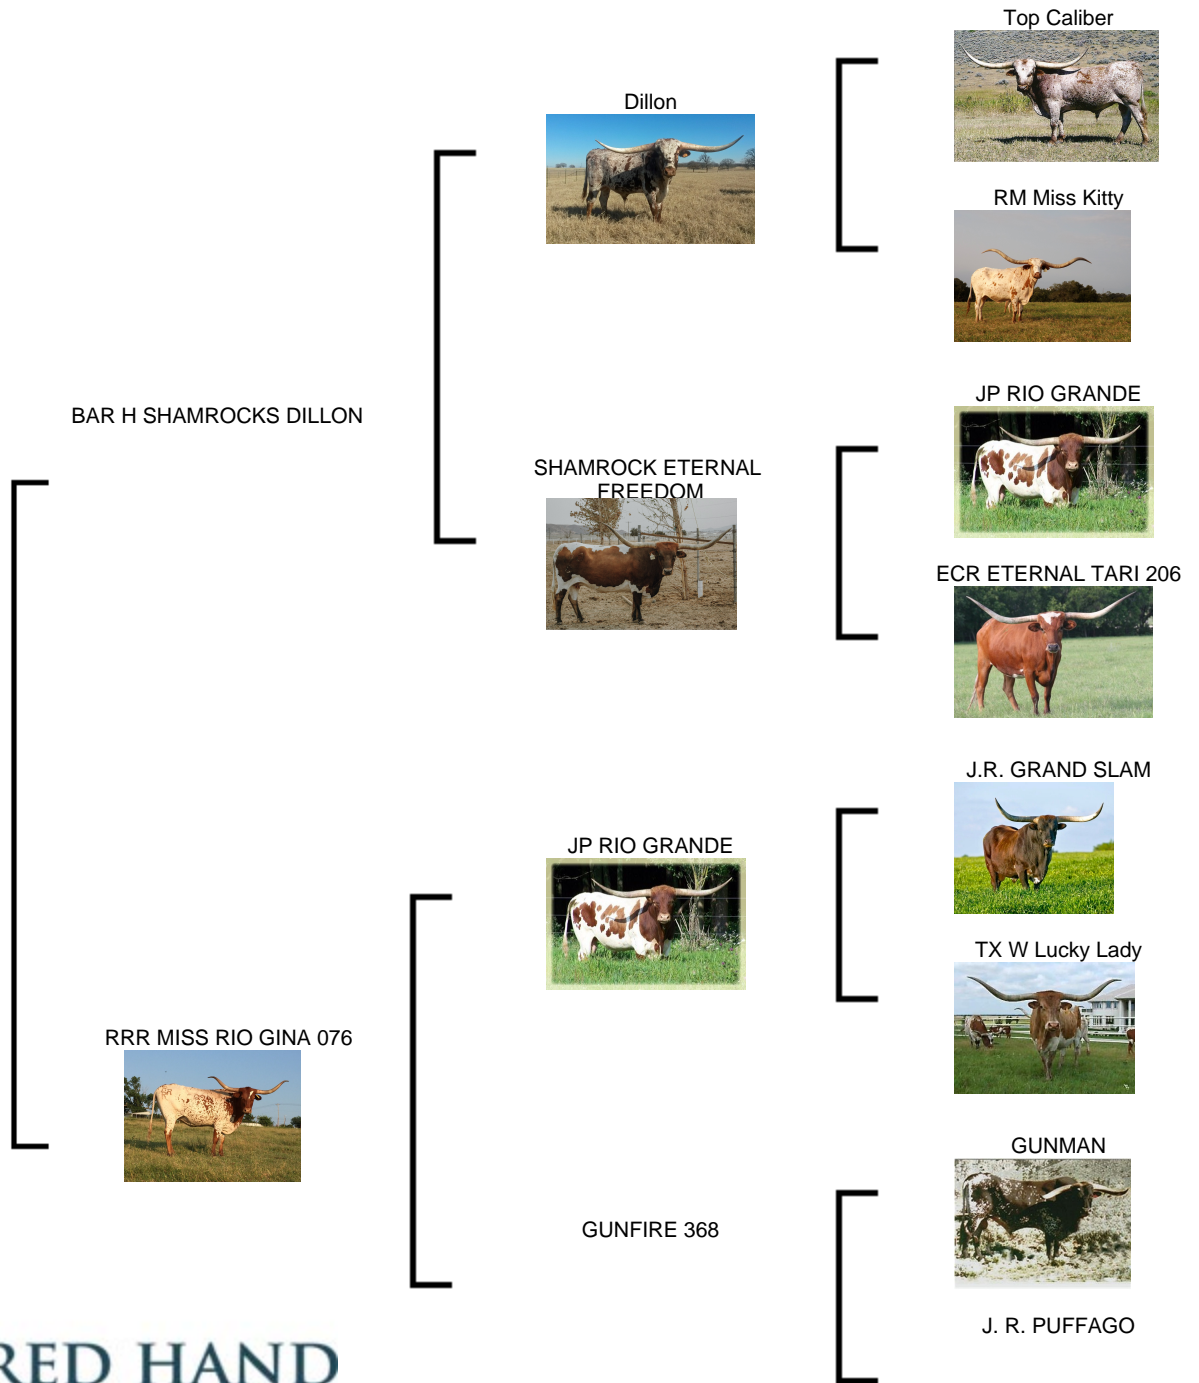 Top Caliber
Dillon
RM Miss Kitty
JP RIO GRANDE
BAR H SHAMROCKS DILLON
SHAMROCK ETERNAL
FREEDOM
ECR ETERNAL TARI 206
J.R. GRAND SLAM
JP RIO GRANDE
TX W Lucky Lady
RRR MISS RIO GINA 076
GUNMAN
GUNFIRE 368
J. R. PUFFAGO
RED HAND